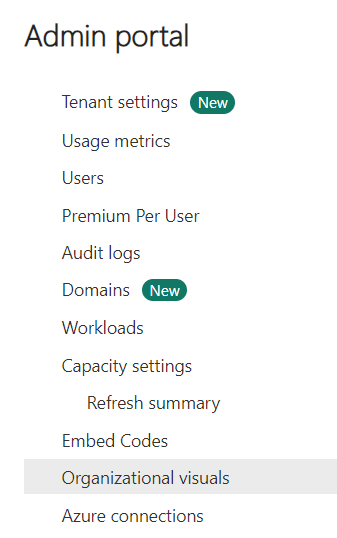 Admin portal
Tenant settings New
Usage metrics
Users
Premium Per User
Audit logs
Domains New
Workloads
Capacity settings
Refresh summary
Embed Codes
Organizational visuals
Azure connections